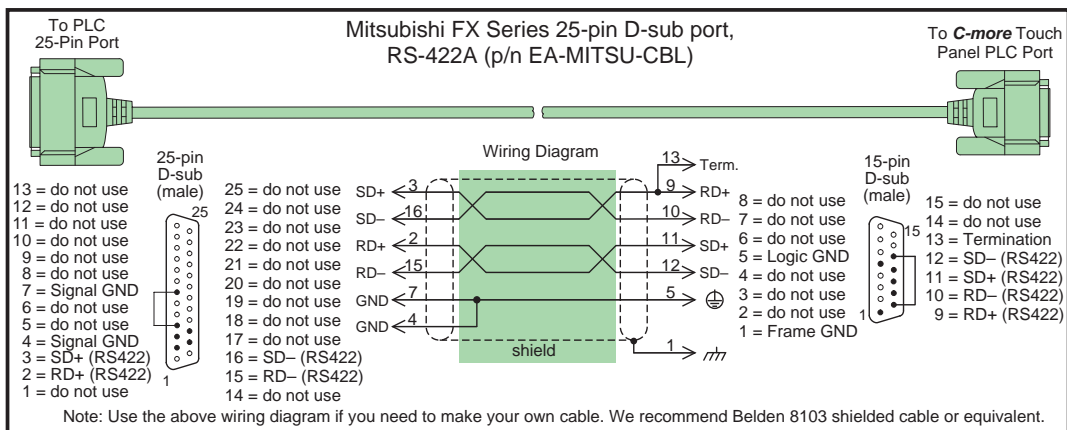 To PLC
25-Pin Port
Mitsubishi FX Series 25-pin D-sub port,
RS-422A (p/n EA-MITSU-CBL)
To C-more Touch
Panel PLC Port
25-pin
D-sub
(male)
13 = do not use
12 = do not use
11 = do not use
10 = do not use
9 = do not use
8 = do not use
7 = Signal GND
6 = do not use
5 = do not use
4 = Signal GND
3 = SD+ (RS422)
2 = RD+ (RS422)
1 = do not use
25
1
25 = do not use
24 = do not use
23 = do not use
22 = do not use
21 = do not use
20 = do not use
19 = do not use
18 = do not use
17 = do not use
16 = SD– (RS422)
15 = RD– (RS422)
14 = do not use
Wiring Diagram
SD+ 3
SD– 16
RD+ 2
RD– 15
GND 7
GND 4
shield
13 Term.
9 RD+
10 RD–
11 SD+
12 SD–
5
1
15-pin
D-sub
(male)
8 = do not use
7 = do not use
6 = do not use
5 = Logic GND
4 = do not use
3 = do not use
2 = do not use
1 = Frame GND
15
1
15 = do not use
14 = do not use
13 = Termination
12 = SD– (RS422)
11 = SD+ (RS422)
10 = RD– (RS422)
9 = RD+ (RS422)
Note: Use the above wiring diagram if you need to make your own cable. We recommend Belden 8103 shielded cable or equivalent.